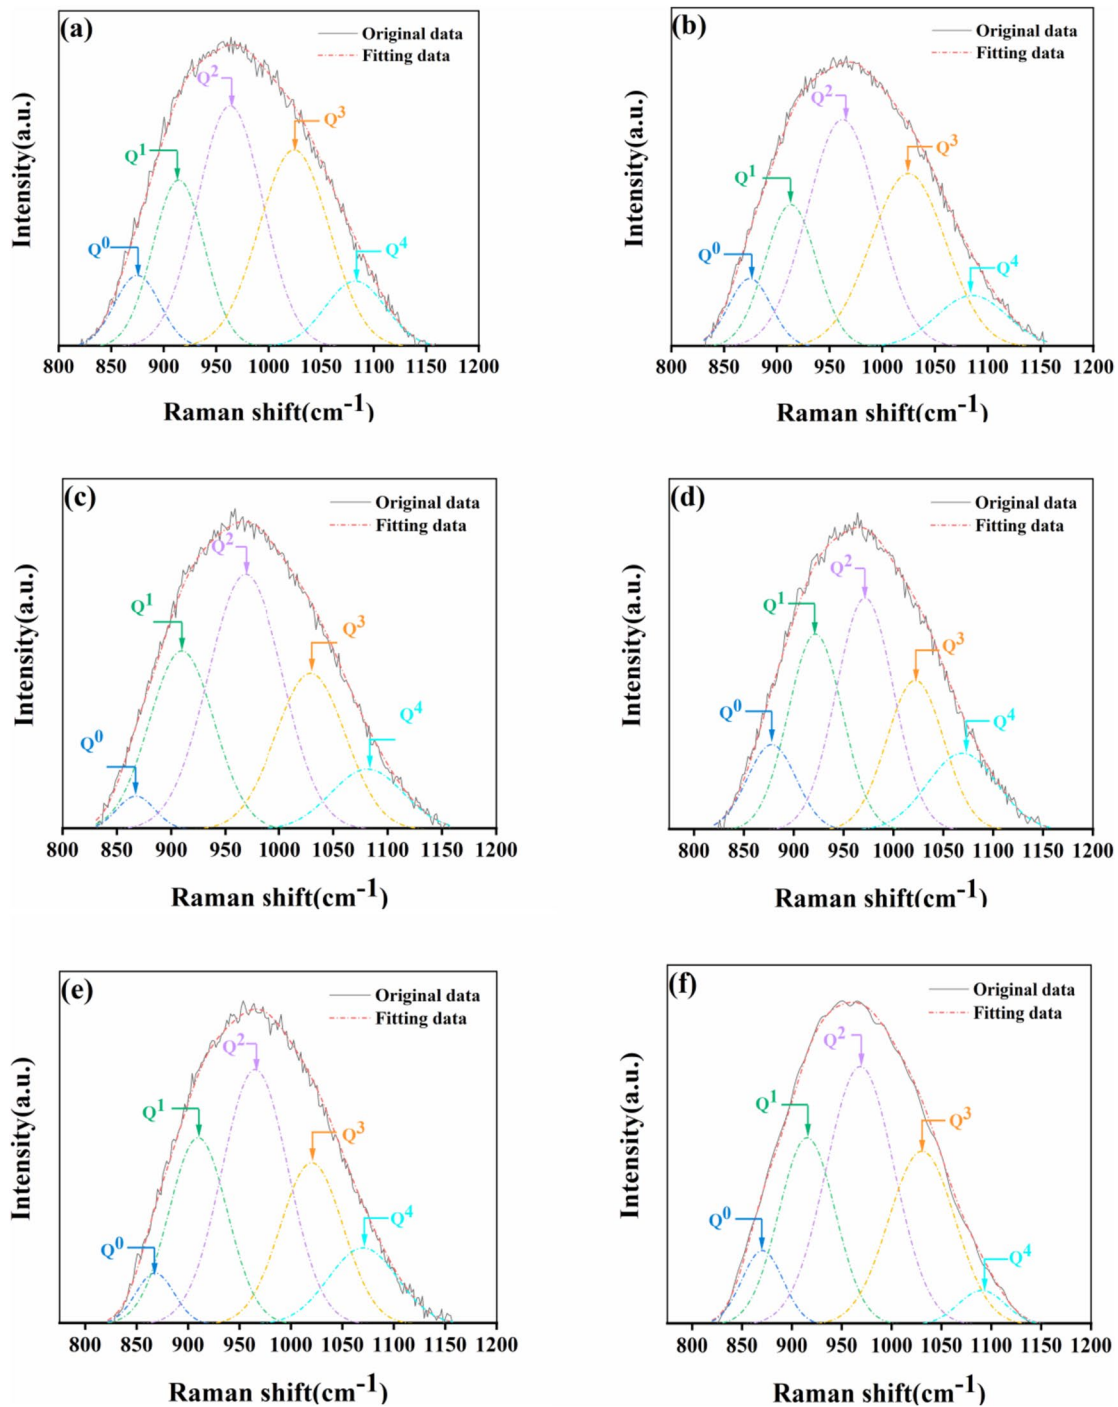 (a)
Original data
Fitting data
Q²
Q³
Q¹
Q⁰
Q⁴
Intensity(a.u.)
800 850 900 950 1000 1050 1100 1150 1200
Raman shift(cm⁻¹)
(b)
Original data
Fitting data
Q²
Q³
Q¹
Q⁰
Q⁴
Intensity(a.u.)
800 850 900 950 1000 1050 1100 1150 1200
Raman shift(cm⁻¹)
(c)
Original data
Fitting data
Q²
Q¹
Q³
Q⁴
Q⁰
Intensity(a.u.)
800 850 900 950 1000 1050 1100 1150 1200
Raman shift(cm⁻¹)
(d)
Original data
Fitting data
Q²
Q¹
Q³
Q⁰
Q⁴
Intensity(a.u.)
800 850 900 950 1000 1050 1100 1150 1200
Raman shift(cm⁻¹)
(e)
Original data
Fitting data
Q²
Q¹
Q³
Q⁴
Q⁰
Intensity(a.u.)
800 850 900 950 1000 1050 1100 1150 1200
Raman shift(cm⁻¹)
(f)
Original data
Fitting data
Q²
Q¹
Q³
Q⁰
Q⁴
Intensity(a.u.)
800 850 900 950 1000 1050 1100 1150 1200
Raman shift(cm⁻¹)